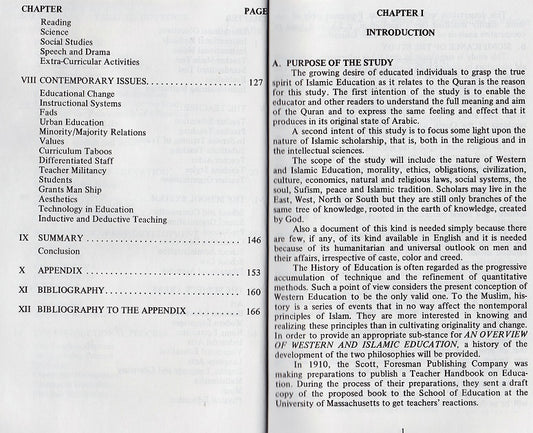 CHAPTER PAGE
Reading
Science
Social Studies
Speech and Drama
Extra-Curricular Activities
VIII CONTEMPORARY ISSUES. 127
Educational Change
Instructional Systems
Fads
Urban Education
Minority/Majority Relations
Values
Curriculum Taboos
Differentiated Staff
Teacher Militancy
Students
Grants Man Ship
Aesthetics
Technology in Education
Inductive and Deductive Teaching
IX SUMMARY 146
Conclusion
X APPENDIX 153
XI BIBLIOGRAPHY 160
XII BIBLIOGRAPHY TO THE APPENDIX 166
CHAPTER I
INTRODUCTION
A. PURPOSE OF THE STUDY
The growing desire of educated individuals to grasp the true
spirit of Islamic Education as it relates to the Quran is the reason
for this study. The first intention of the study is to enable the
educator and other readers to understand the full meaning and aim
of the Quran and to express the same feeling and effect that it
produces in its original state of Arabic.
A second intent of this study is to focus some light upon the
nature of Islamic scholarship, that is, both in the religious and in
the intellectual sciences.
The scope of the study will include the nature of Western
and Islamic Education, morality, ethics, obligations, civilization,
culture, economics, natural and religious laws, social systems, the
soul, Sufism, peace and Islamic tradition. Scholars may live in the
East, West, North or South but they are still only branches of the
same tree of knowledge, rooted in the earth of knowledge, created
by God.
Also a document of this kind is needed simply because there
are few, if any, of its kind available in English and it is needed
because of its humanitarian and universal outlook on men and
their affairs, irrespective of caste, color and creed.
The History of Education is often regarded as the progressive
accumulation of technique and the refinement of quantitative
methods. Such a point of view considers the present conception of
Western Education to be the only valid one. To the Muslim, his-
tory is a series of events that in no way affect the nontemporal
principles of Islam. They are more interested in knowing and
realizing these principles than in cultivating originality and change.
In order to provide an appropriate sub-stance for AN OVERVIEW
OF WESTERN AND ISLAMIC EDUCATION, a history of the
development of the two philosophies will be provided.
In 1910, the Scott, Foresman Publishing Company was
making preparations to publish a Teacher Handbook on Educa-
tion. During the process of their preparations, they sent a draft
copy of the proposed book to the School of Education at the
University of Massachusetts to get teachers' reactions.
1